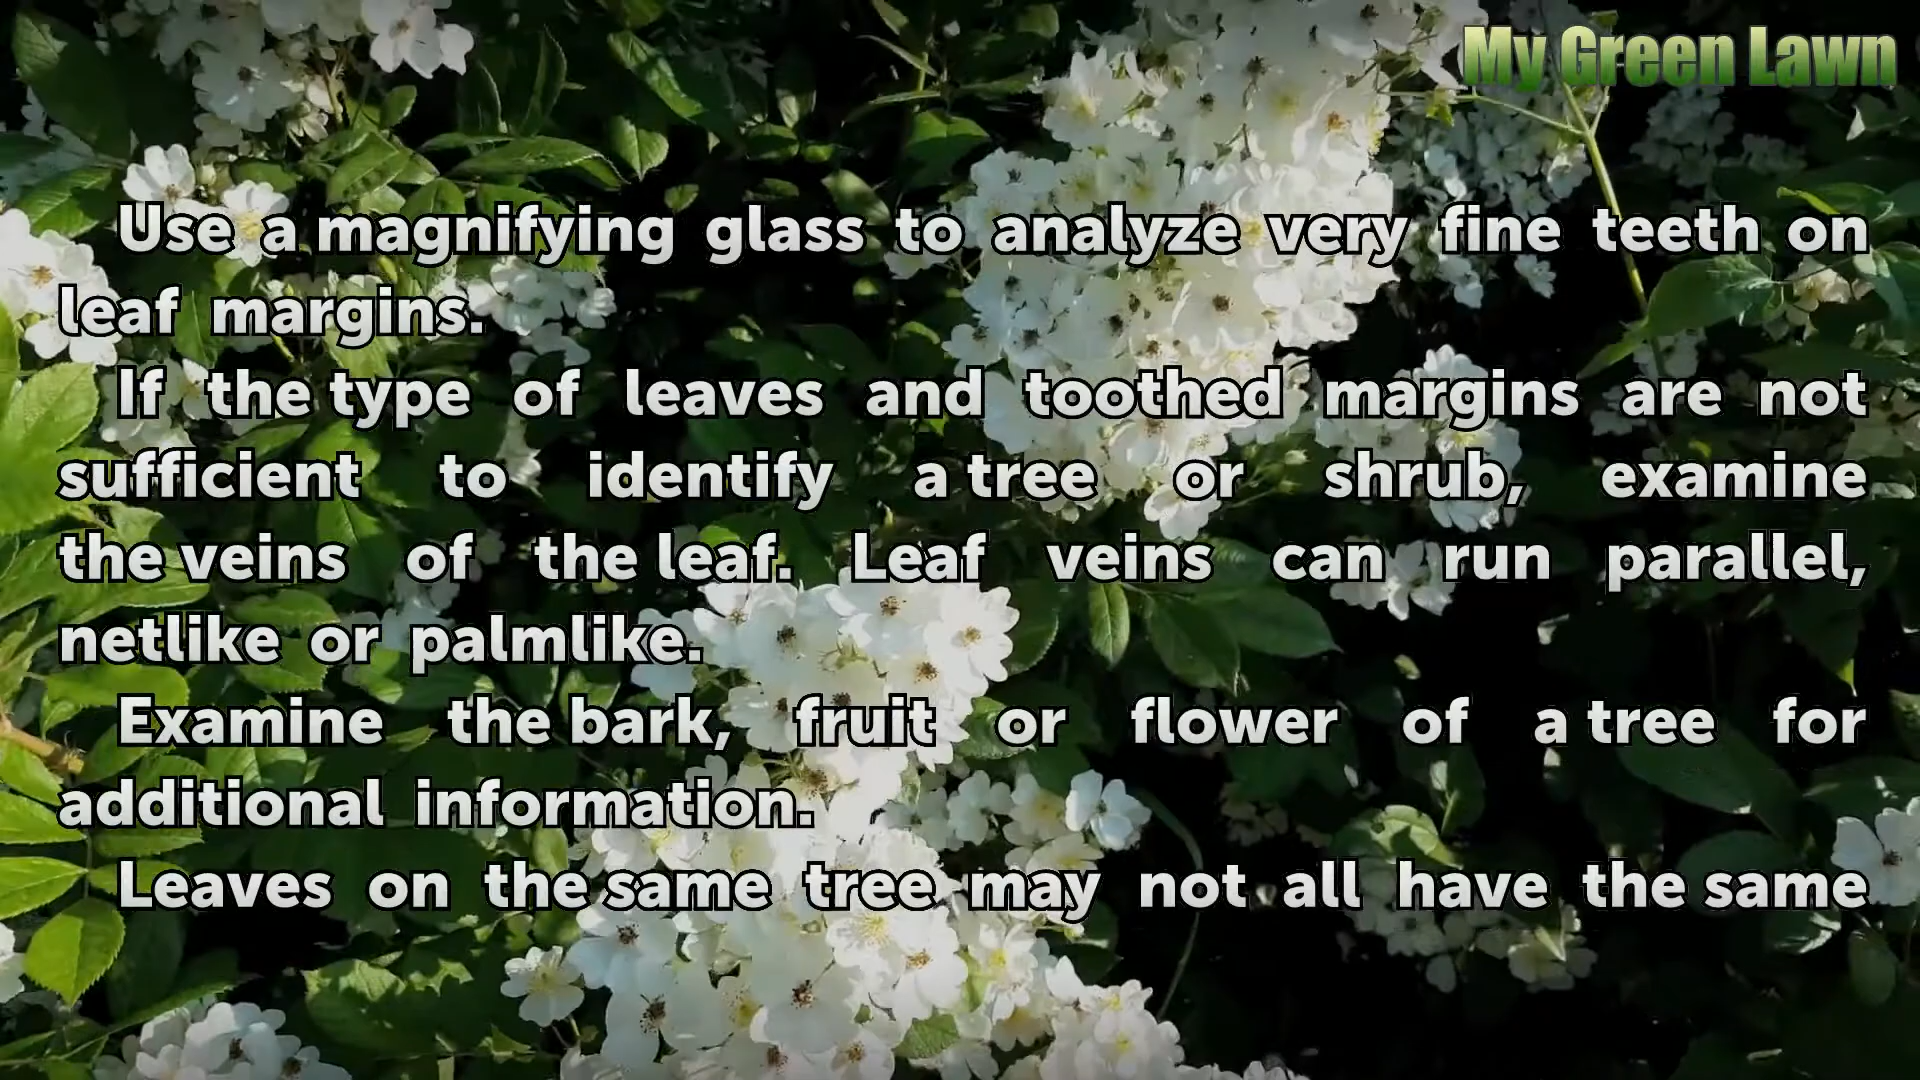 My Green Lawn
Use a magnifying glass to analyze very fine teeth on
leaf margins.
If the type of leaves and toothed margins are not
sufficient to identify a tree or shrub, examine
the veins of the leaf. Leaf veins can run parallel,
netlike or palmlike.
Examine the bark, fruit or flower of a tree for
additional information.
Leaves on the same tree may not all have the same